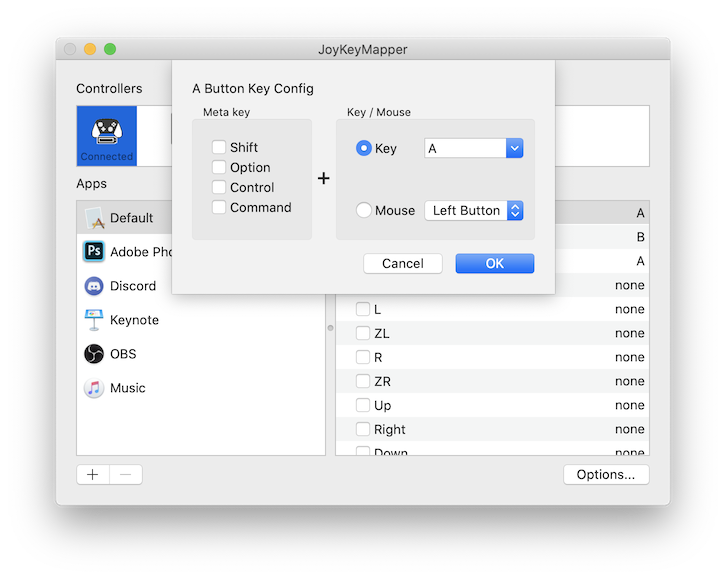 JoyKeyMapper
Controllers
Connected
A Button Key Config
Meta key
Shift
Option
Control
Command
+
Key / Mouse
Key
A
Mouse
Left Button
Cancel
OK
Apps
Default
Ps Adobe Pho
Discord
Keynote
OBS
Music
A
B
A
none
L none
ZL none
R none
ZR none
Up none
Right none
Down none
+ −
Options...